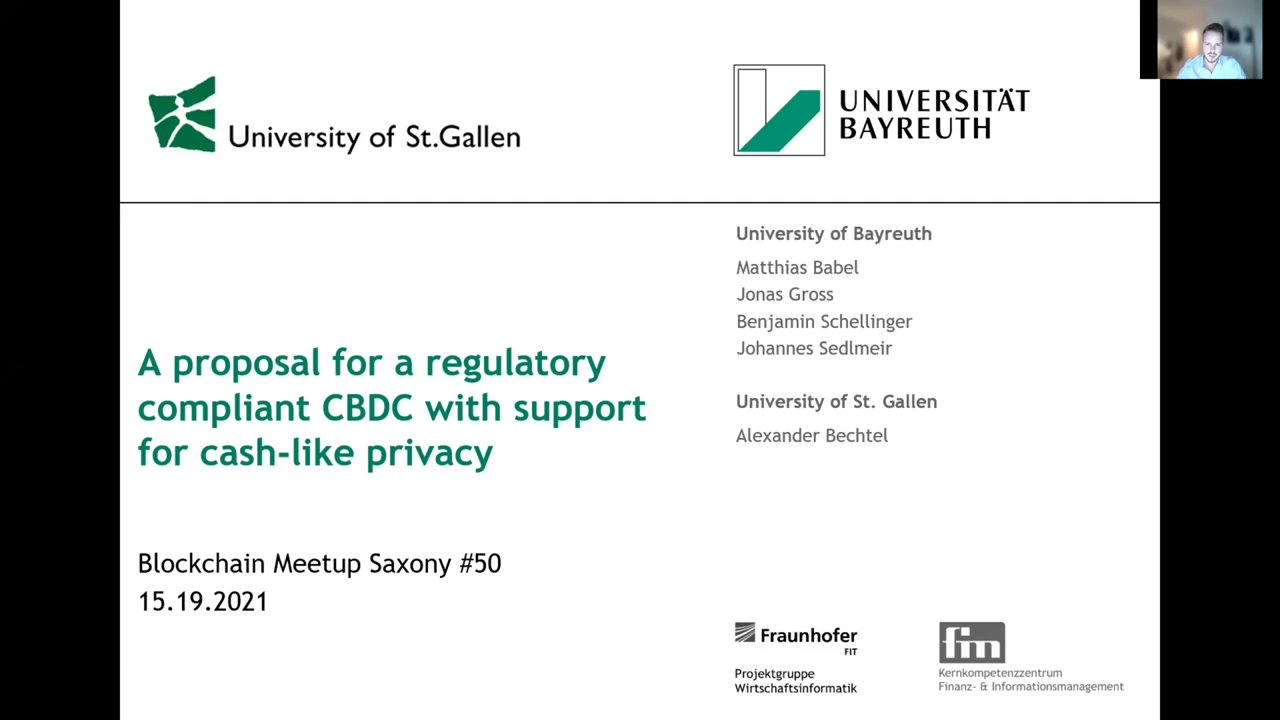 University of St.Gallen
UNIVERSITÄT
BAYREUTH
A proposal for a regulatory
compliant CBDC with support
for cash-like privacy
Blockchain Meetup Saxony #50
15.19.2021
University of Bayreuth
Matthias Babel
Jonas Gross
Benjamin Schellinger
Johannes Sedlmeir
University of St. Gallen
Alexander Bechtel
Fraunhofer
FIT
Projektgruppe
Wirtschaftsinformatik
fim
Kernkompetenzzentrum
Finanz- & Informationsmanagement